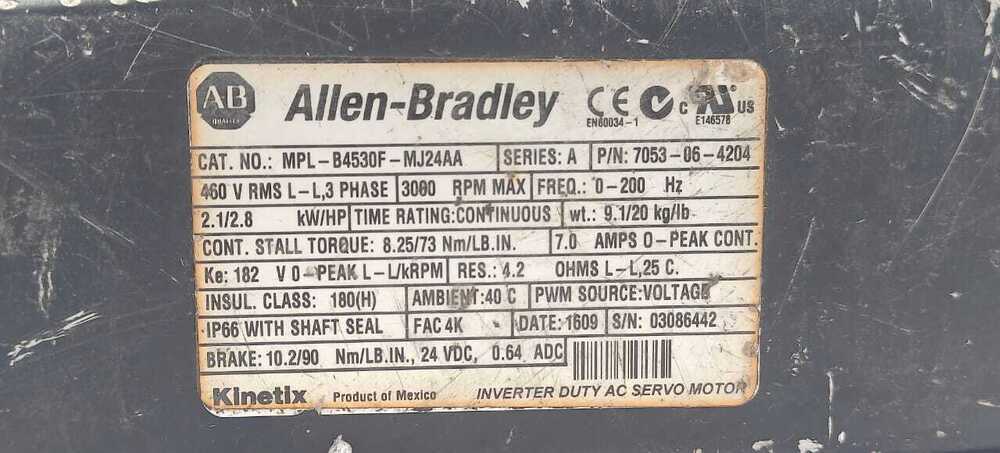 AB
QUALITY
Allen-Bradley
CE
EN60034-1
C
US
E146578
CAT. NO.: MPL-B4530F-MJ24AA SERIES: A P/N: 7053-06-4204
460 V RMS L-L,3 PHASE 3000 RPM MAX FREQ.: 0-200 Hz
2.1/2.8 kW/HP TIME RATING:CONTINUOUS wt.: 9.1/20 kg/lb
CONT. STALL TORQUE: 8.25/73 Nm/LB.IN. 7.0 AMPS 0-PEAK CONT.
Ke: 182 V 0-PEAK L-L/kRPM RES.: 4.2 OHMS L-L,25 C.
INSUL. CLASS: 180(H) AMBIENT:40 C PWM SOURCE:VOLTAGE
IP66 WITH SHAFT SEAL FAC 4K DATE: 1609 S/N: 03086442
BRAKE: 10.2/90 Nm/LB.IN., 24 VDC, 0.64 ADC
Kinetix Product of Mexico INVERTER DUTY AC SERVO MOTOR